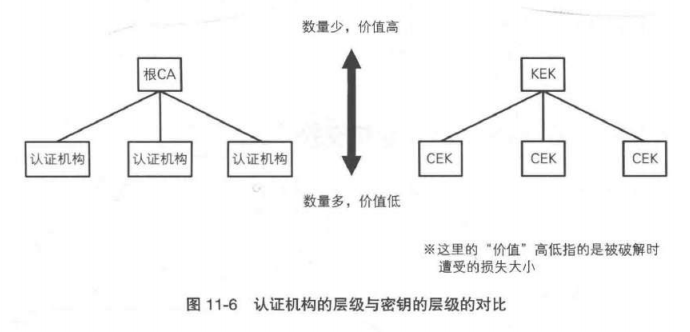 数量少，价值高
根CA
KEK
认证机构 认证机构 认证机构
CEK CEK CEK
数量多，价值低
※这里的“价值”高低指的是被破解时
遭受的损失大小
图 11-6 认证机构的层级与密钥的层级的对比